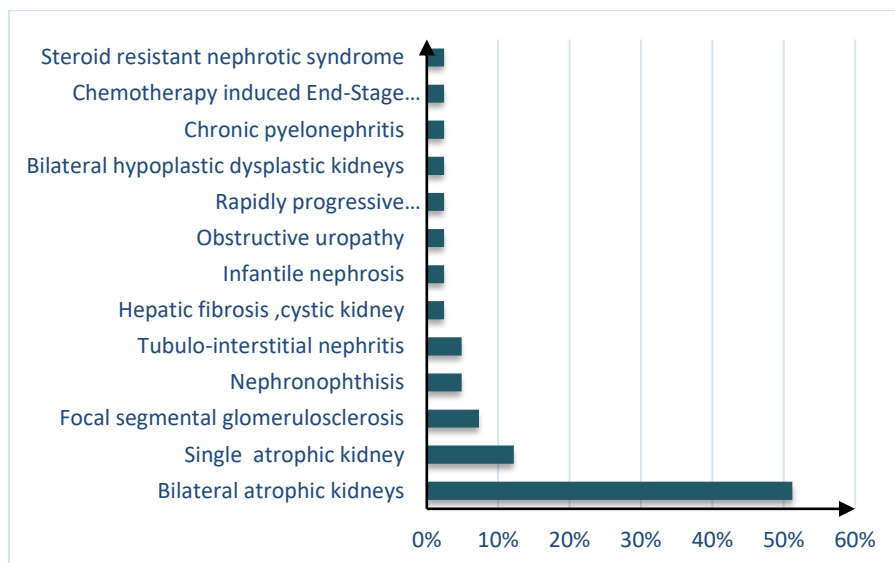 Steroid resistant nephrotic syndrome
Chemotherapy induced End-Stage...
Chronic pyelonephritis
Bilateral hypoplastic dysplastic kidneys
Rapidly progressive...
Obstructive uropathy
Infantile nephrosis
Hepatic fibrosis ,cystic kidney
Tubulo-interstitial nephritis
Nephronophthisis
Focal segmental glomerulosclerosis
Single  atrophic kidney
Bilateral atrophic kidneys
0% 10% 20% 30% 40% 50% 60%